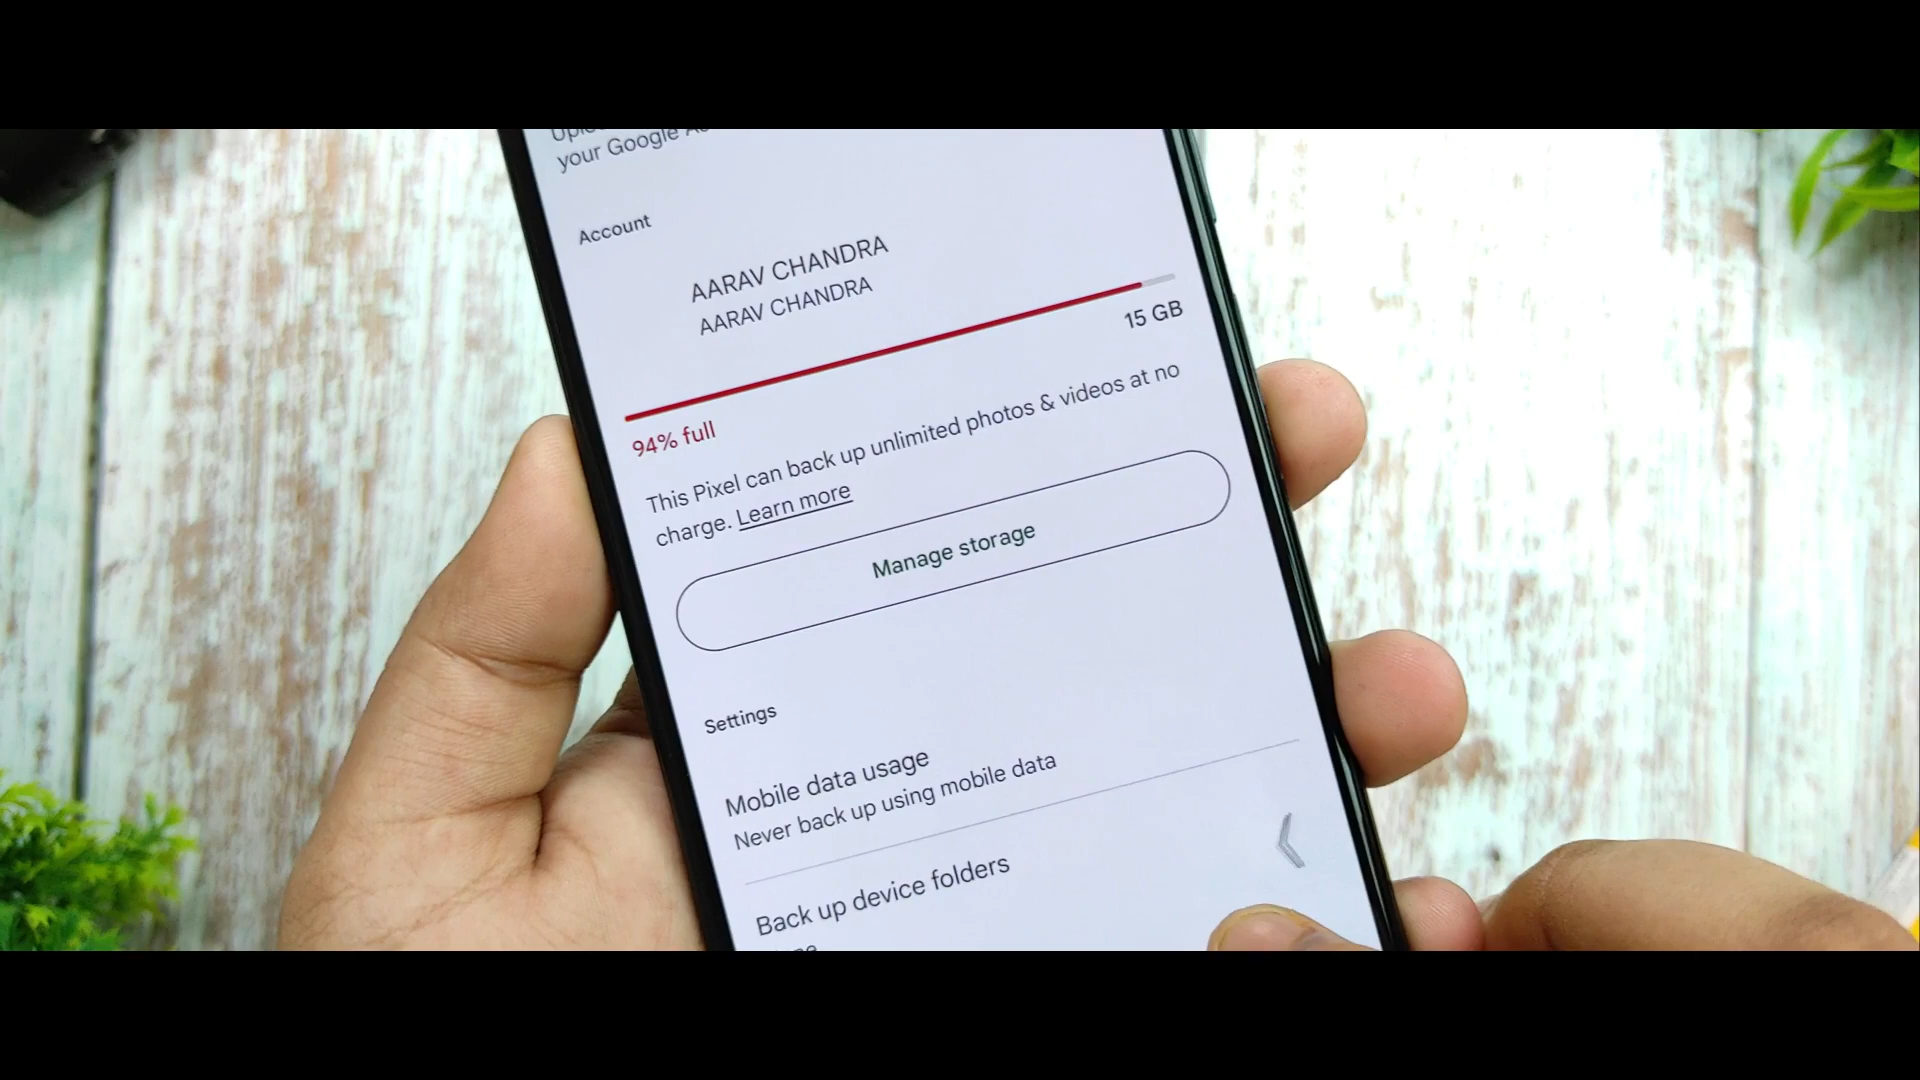 your Google
Account
AARAV CHANDRA
AARAV CHANDRA
15 GB
94% full
This Pixel can back up unlimited photos & videos at no
charge. Learn more
Manage storage
Settings
Mobile data usage
Never back up using mobile data
Back up device folders